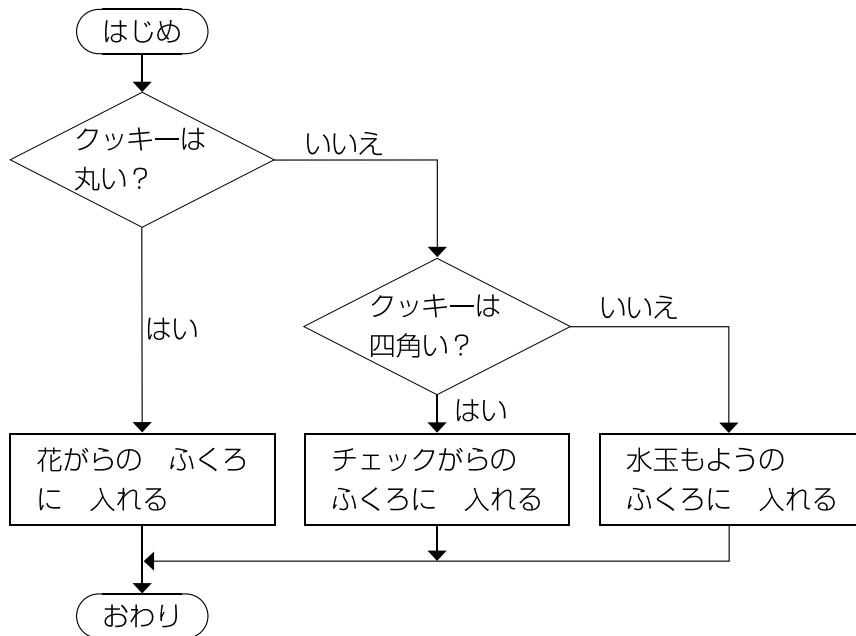 はじめ
クッキーは
丸い？
いいえ
はい
クッキーは
四角い？
いいえ
はい
花がらの　ふくろ
に　入れる
チェックがらの
ふくろに　入れる
水玉もようの
ふくろに　入れる
おわり